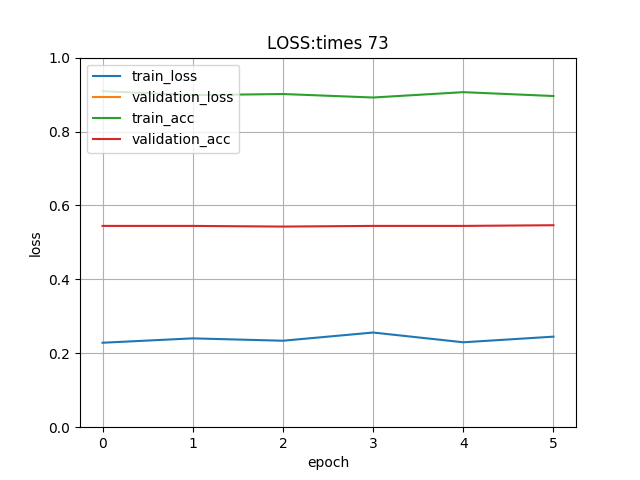 LOSS:times 73
1.0
0.8
0.6
0.4
0.2
0.0
loss
train_loss
validation_loss
train_acc
validation_acc
0 1 2 3 4 5
epoch